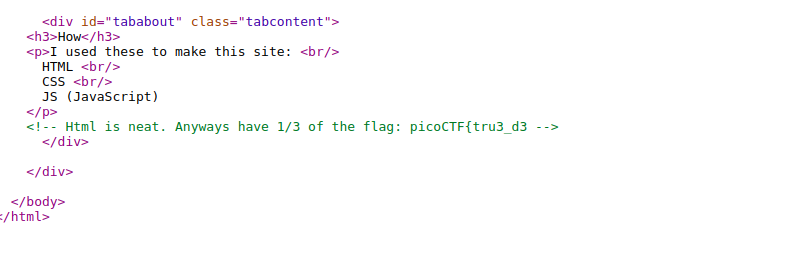 <div id="tababout" class="tabcontent">
<h3>How</h3>
<p>I used these to make this site: <br/>
HTML <br/>
CSS <br/>
JS (JavaScript)
</p>
<!-- Html is neat. Anyways have 1/3 of the flag: picoCTF{tru3_d3 -->
</div>
</div>
</body>
</html>